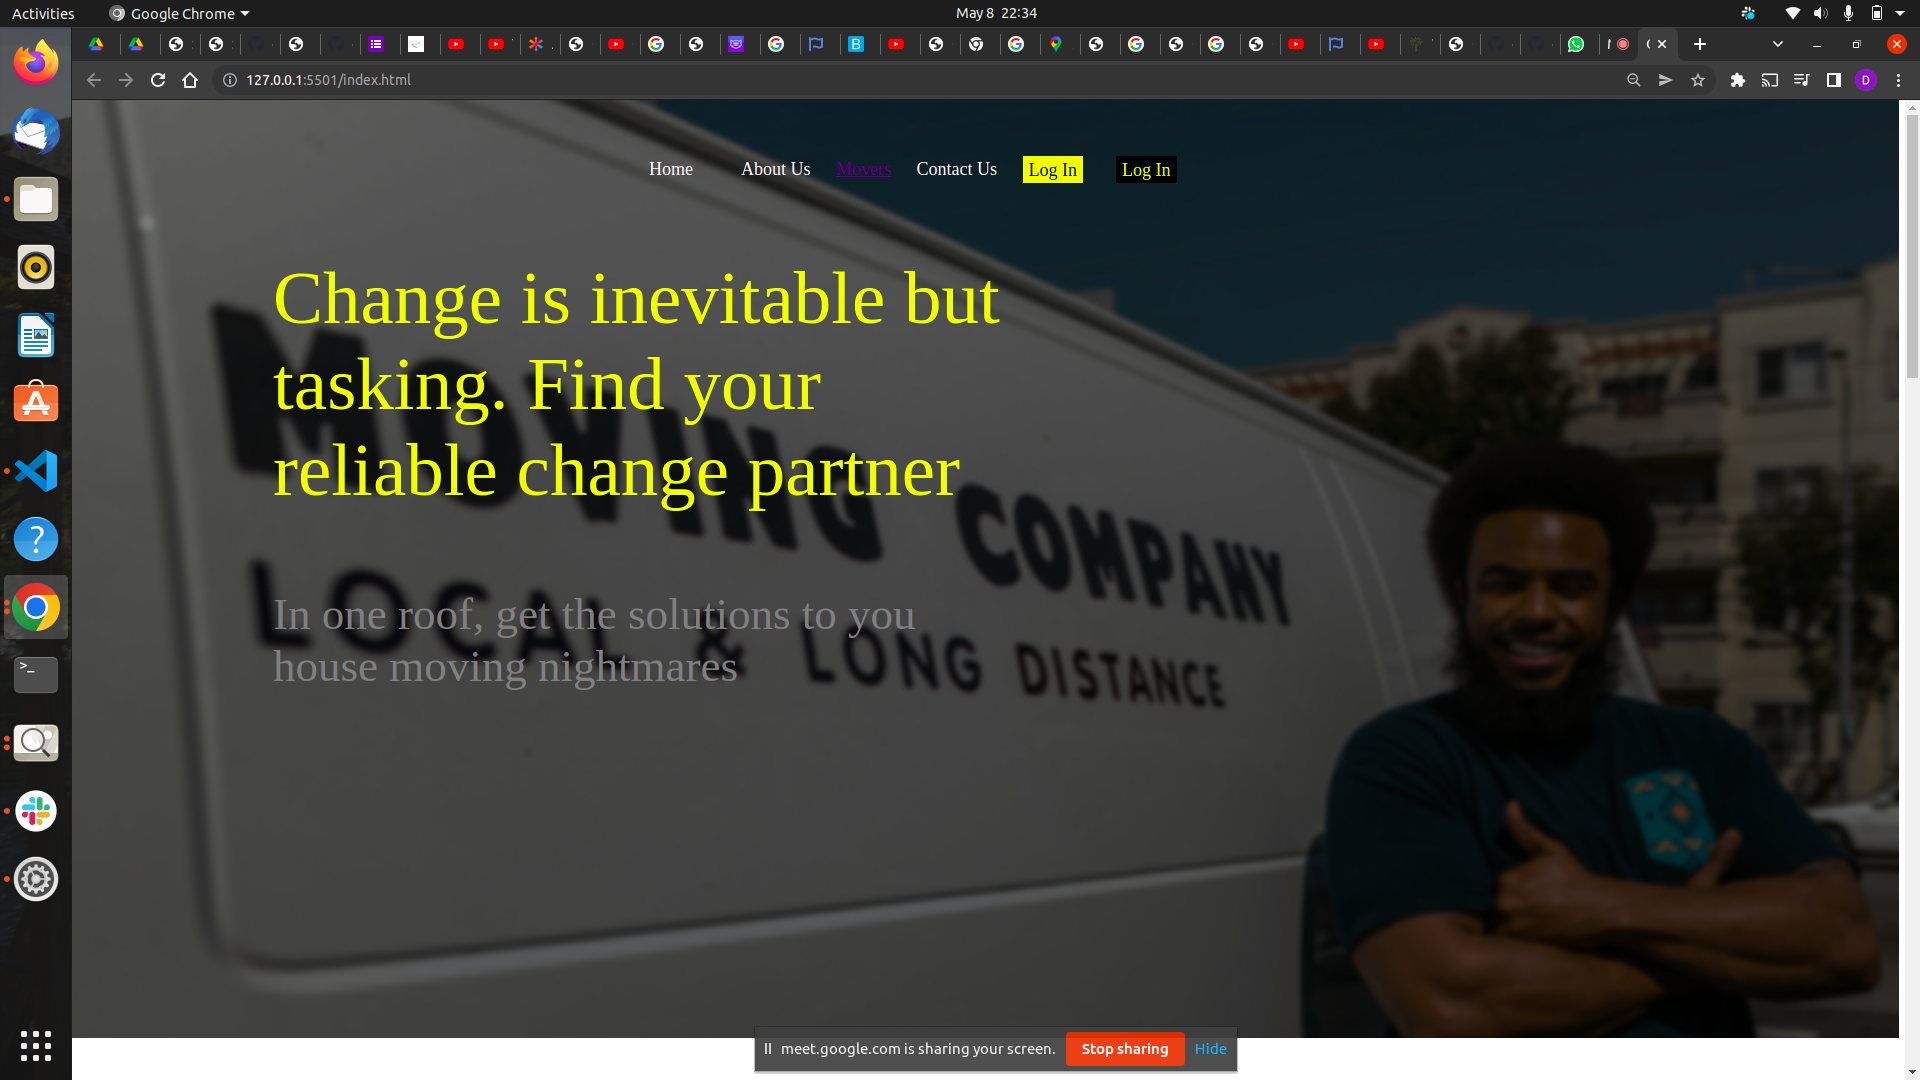 Activities
Google Chrome
May 8 22:34
127.0.0.1:5501/index.html
D
Home
About Us
Movers
Contact Us
Log In
Log In
Change is inevitable but
tasking. Find your
reliable change partner
MOVING COMPANY
LOCAL & LONG DISTANCE
In one roof, get the solutions to you
house moving nightmares
meet.google.com is sharing your screen.
Stop sharing
Hide